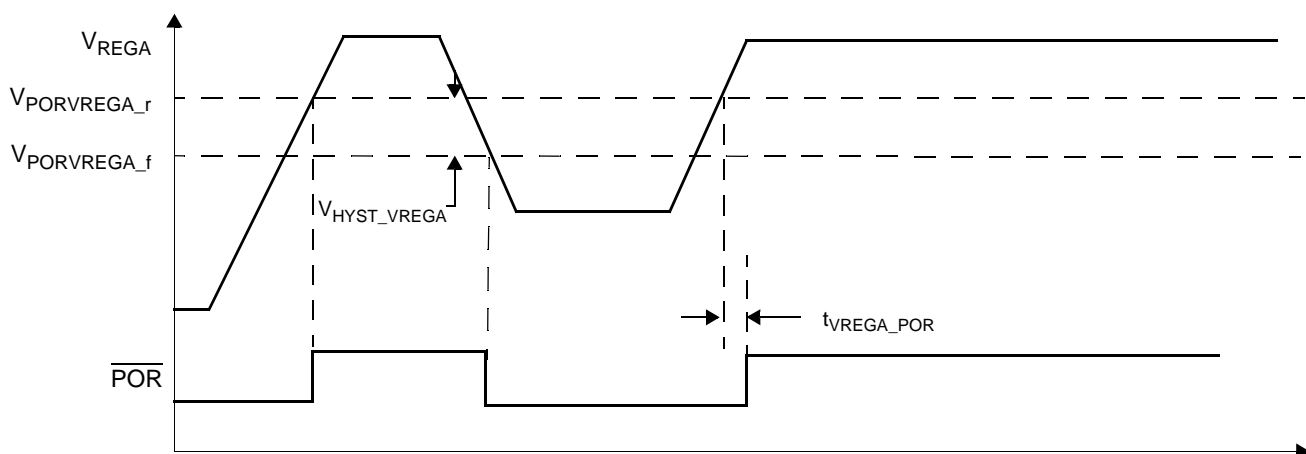 VREGA
VPORVREGA_r
VPORVREGA_f
VHYST_VREGA
tVREGA_POR
POR